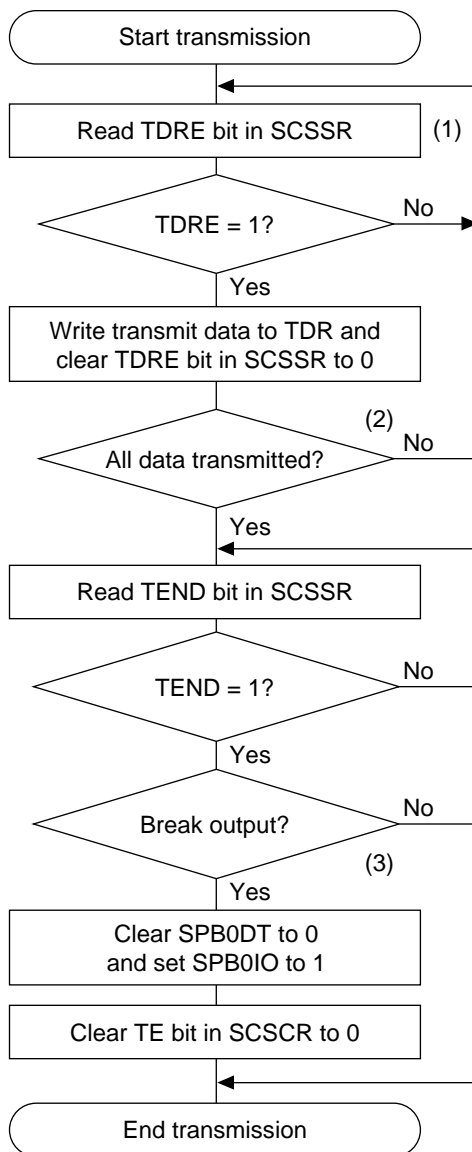 Start transmission
Read TDRE bit in SCSSR
(1)
TDRE = 1?
No
Yes
Write transmit data to TDR and
clear TDRE bit in SCSSR to 0
(2)
All data transmitted?
No
Yes
Read TEND bit in SCSSR
TEND = 1?
No
Yes
Break output?
No
(3)
Yes
Clear SPB0DT to 0
and set SPB0IO to 1
Clear TE bit in SCSCR to 0
End transmission